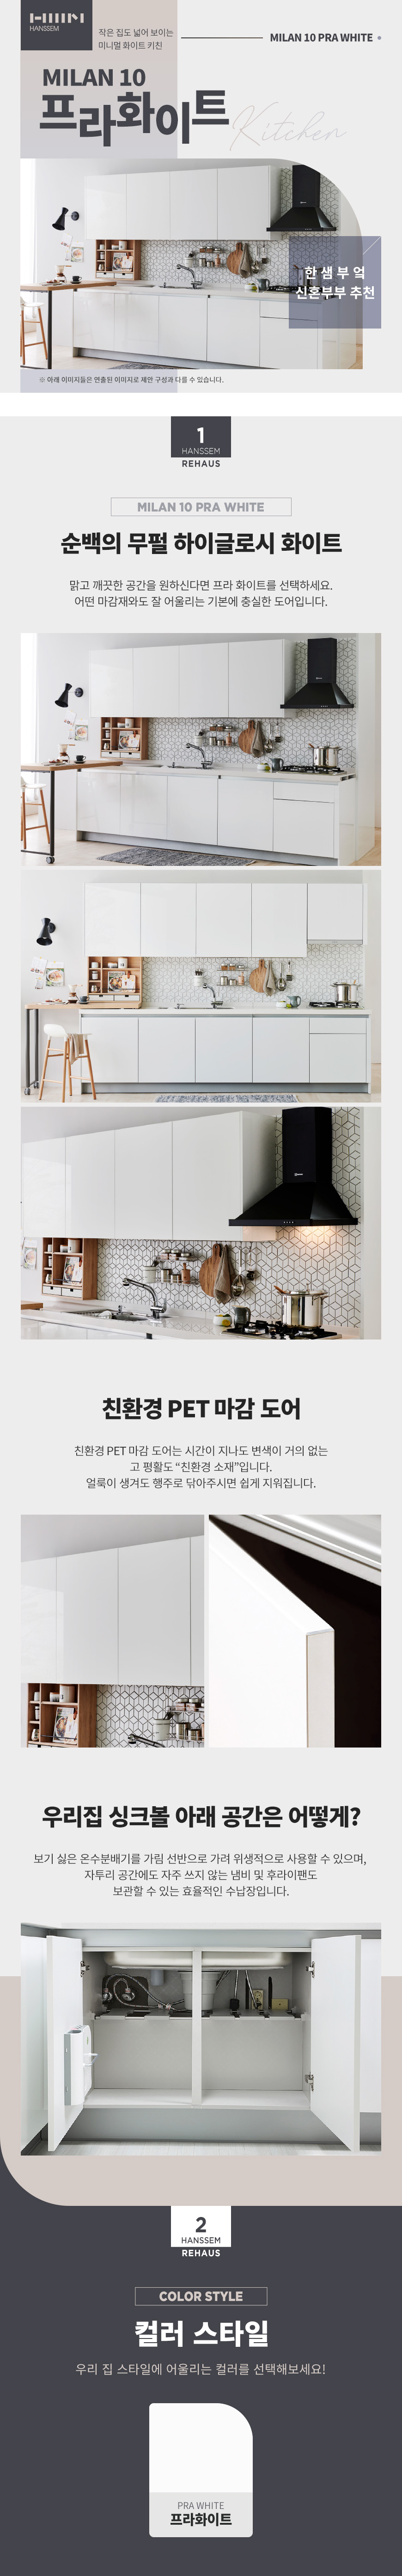 HANSSEM
작은 집도 넓어 보이는
미니멀 화이트 키친
MILAN 10 PRA WHITE
MILAN 10
프라화이트
Kitchen
한샘부엌
신혼부부 추천
※ 아래 이미지들은 연출된 이미지로 제안 구성과 다를 수 있습니다.
1
HANSSEM
REHAUS
MILAN 10 PRA WHITE
순백의 무펄 하이글로시 화이트
맑고 깨끗한 공간을 원하신다면 프라 화이트를 선택하세요.
어떤 마감재와도 잘 어울리는 기본에 충실한 도어입니다.
친환경 PET 마감 도어
친환경 PET 마감 도어는 시간이 지나도 변색이 거의 없는
고 평활도 “친환경 소재”입니다.
얼룩이 생겨도 행주로 닦아주시면 쉽게 지워집니다.
우리집 싱크볼 아래 공간은 어떻게?
보기 싫은 온수분배기를 가림 선반으로 가려 위생적으로 사용할 수 있으며,
자투리 공간에도 자주 쓰지 않는 냄비 및 후라이팬도
보관할 수 있는 효율적인 수납장입니다.
2
HANSSEM
REHAUS
COLOR STYLE
컬러 스타일
우리 집 스타일에 어울리는 컬러를 선택해보세요!
PRA WHITE
프라화이트